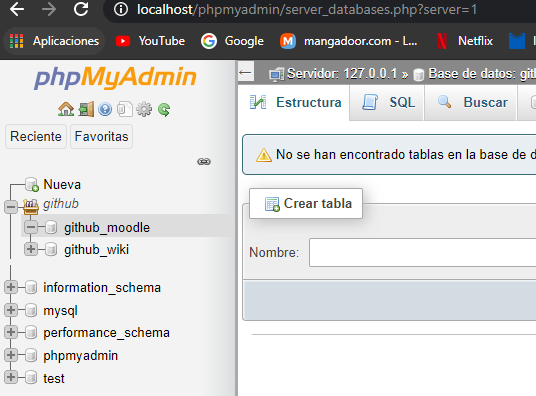 localhost/phpmyadmin/server_databases.php?server=1
Aplicaciones YouTube Google mangadoor.com - L... Netflix
phpMyAdmin
Servidor: 127.0.0.1 » Base de datos: gith
Reciente Favoritas
Estructura SQL Buscar
Nueva
github
github_moodle
github_wiki
information_schema
mysql
performance_schema
phpmyadmin
test
No se han encontrado tablas en la base de d
Crear tabla
Nombre: